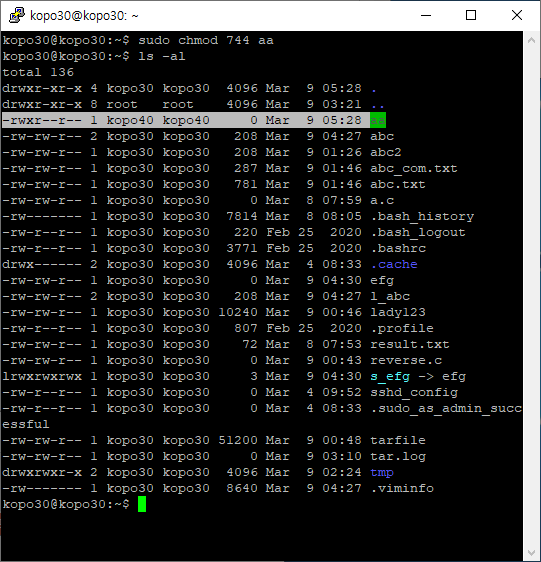 kopo30@kopo30: ~
kopo30@kopo30:~$ sudo chmod 744 aa
kopo30@kopo30:~$ ls -al
total 136
drwxr-xr-x 4 kopo30 kopo30  4096 Mar  9 05:28 .
drwxr-xr-x 8 root   root    4096 Mar  9 03:21 ..
-rwxr--r-- 1 kopo40 kopo40     0 Mar  9 05:28 aa
-rw-rw-r-- 2 kopo30 kopo30   208 Mar  9 04:27 abc
-rw-rw-r-- 1 kopo30 kopo30   208 Mar  9 01:26 abc2
-rw-rw-r-- 1 kopo30 kopo30   287 Mar  9 01:46 abc_com.txt
-rw-rw-r-- 1 kopo30 kopo30   781 Mar  9 01:46 abc.txt
-rw-rw-r-- 1 kopo30 kopo30     0 Mar  8 07:59 a.c
-rw------- 1 kopo30 kopo30  7814 Mar  8 08:05 .bash_history
-rw-r--r-- 1 kopo30 kopo30   220 Feb 25  2020 .bash_logout
-rw-r--r-- 1 kopo30 kopo30  3771 Feb 25  2020 .bashrc
drwx------ 2 kopo30 kopo30  4096 Mar  4 08:33 .cache
-rw-rw-r-- 1 kopo30 kopo30     0 Mar  9 04:30 efg
-rw-rw-r-- 2 kopo30 kopo30   208 Mar  9 04:27 l_abc
-rw-rw-r-- 1 kopo30 kopo30 10240 Mar  9 00:46 lady123
-rw-r--r-- 1 kopo30 kopo30   807 Feb 25  2020 .profile
-rw-rw-r-- 1 kopo30 kopo30    72 Mar  8 07:53 result.txt
-rw-rw-r-- 1 kopo30 kopo30     0 Mar  9 00:43 reverse.c
lrwxrwxrwx 1 kopo30 kopo30     3 Mar  9 04:30 s_efg -> efg
-rw-rw-r-- 1 kopo30 kopo30     0 Mar  4 09:52 sshd_config
-rw-r--r-- 1 kopo30 kopo30     0 Mar  4 08:33 .sudo_as_admin_succ
essful
-rw-rw-r-- 1 kopo30 kopo30 51200 Mar  9 00:48 tarfile
-rw-rw-r-- 1 kopo30 kopo30     0 Mar  9 03:10 tar.log
drwxrwxr-x 2 kopo30 kopo30  4096 Mar  9 02:24 tmp
-rw------- 1 kopo30 kopo30  8640 Mar  9 04:27 .viminfo
kopo30@kopo30:~$